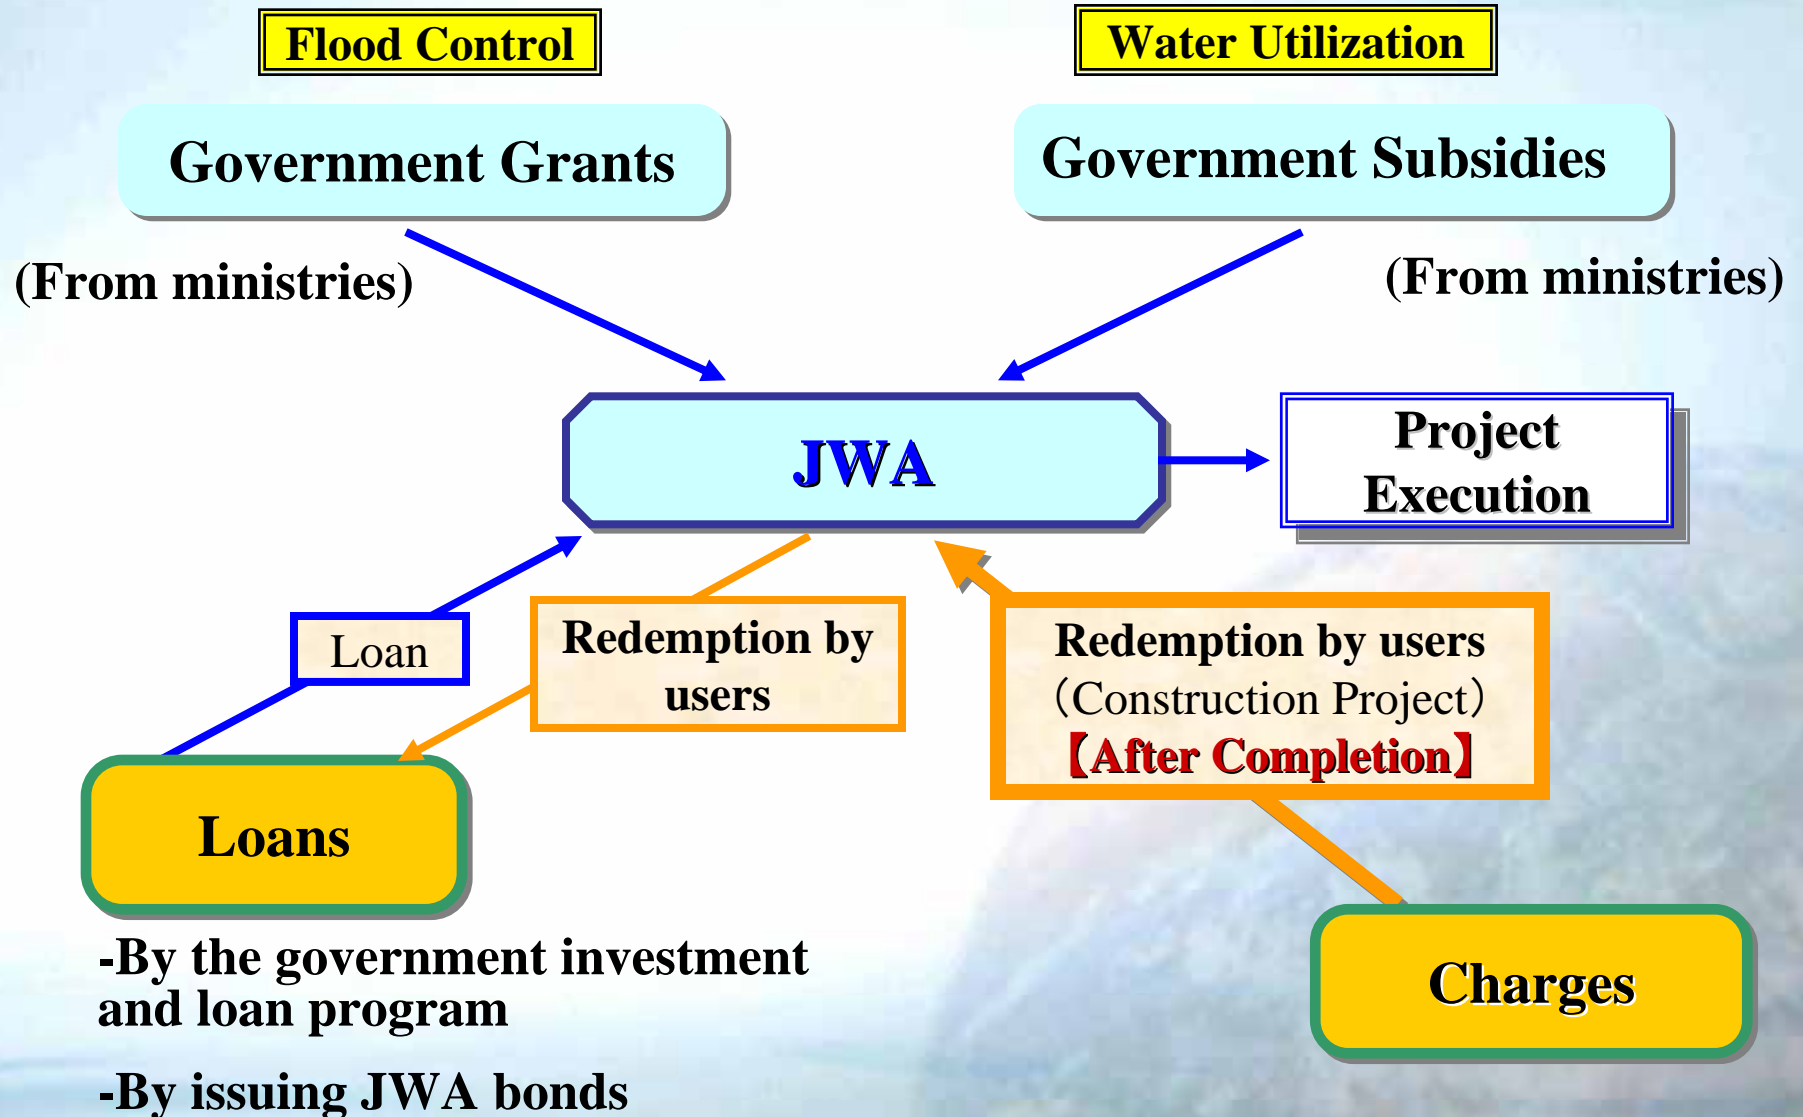 Flood Control
Water Utilization
Government Grants
Government Subsidies
(From ministries)
(From ministries)
JWA
Project
Execution
Loan
Redemption by
users
Redemption by users
（Construction Project）
【After Completion】
Loans
-By the government investment
and loan program
-By issuing JWA bonds
Charges